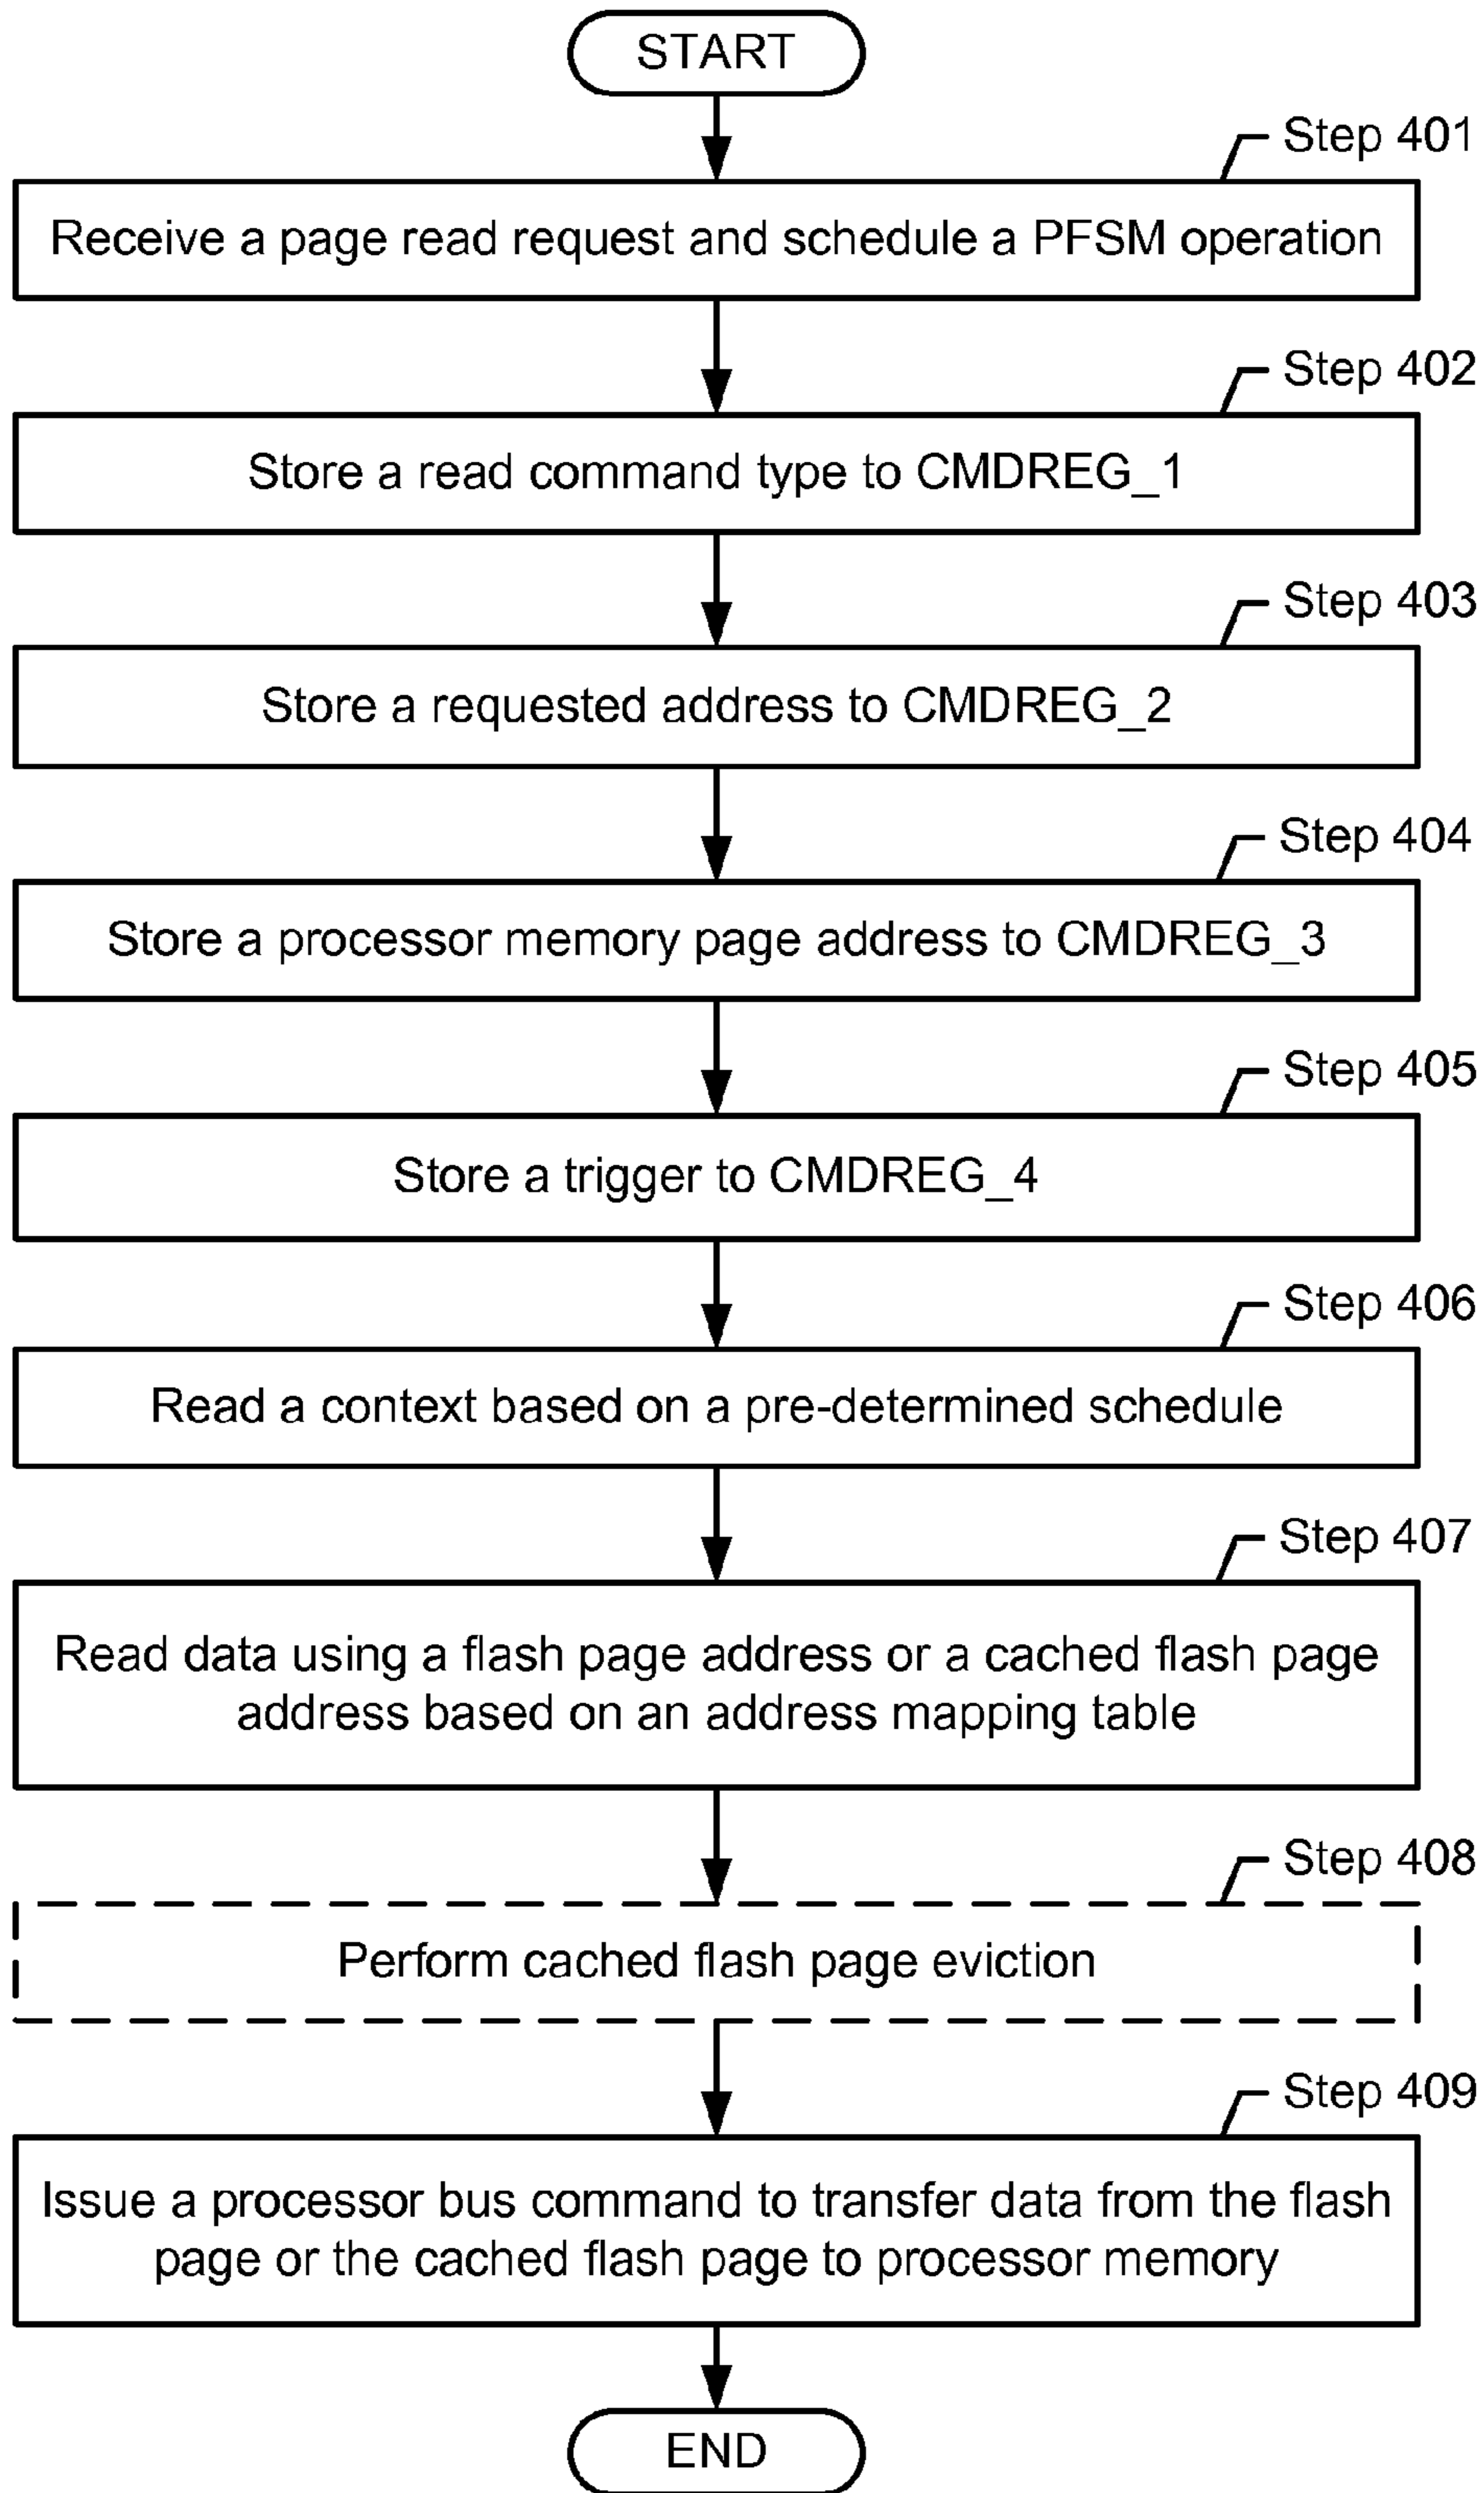 START
Step 401
Receive a page read request and schedule a PFSM operation
Step 402
Store a read command type to CMDREG_1
Step 403
Store a requested address to CMDREG_2
Step 404
Store a processor memory page address to CMDREG_3
Step 405
Store a trigger to CMDREG_4
Step 406
Read a context based on a pre-determined schedule
Step 407
Read data using a flash page address or a cached flash page
address based on an address mapping table
Step 408
Perform cached flash page eviction
Step 409
Issue a processor bus command to transfer data from the flash
page or the cached flash page to processor memory
END